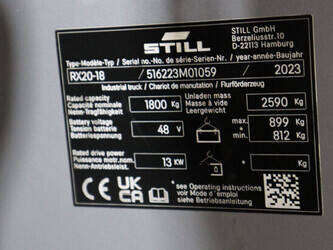 STILL
STILL GmbH
Berzeliusstr.10
D-22113 Hamburg
Type-Modèle-Typ / Serial no.-No. de série-Serien-Nr. / year-année-Baujahr
RX20-18 / 516223M01059 / 2023
Industrial truck / Chariot de manutation / Flurförderzeug
Rated capacity
Capacité nominale
Nenn-Tragfähigkeit
1800 Kg
Unladen mass
Masse à vide
Leergewicht
2590 Kg
Battery voltage
Tension batterie
Batteriespannung
48 V
max 899 Kg
min 812 Kg
Rated drive power
Puissance motr.nom.
Nenn-Antriebsleist.
13 KW
Kg
CE UK
CA
see Operating instructions
voir Mode d'emploi
siehe Betriebsanleitung